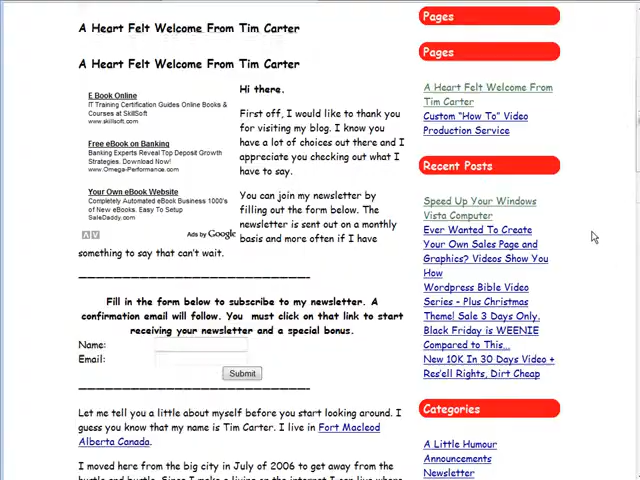 A Heart Felt Welcome From Tim Carter
A Heart Felt Welcome From Tim Carter
E Book Online
IT Training Certification Guides Online Books &
Courses at SkillSoft
www.skillsoft.com
Free eBook on Banking
Banking Experts Reveal Top Deposit Growth
Strategies. Download Now!
www.Omega-Performance.com
Your Own eBook Website
Completely Automated eBook Business 1000's
of New eBooks. Easy To Setup
SaleDaddy.com
Ads by Google
Hi there.
First off, I would like to thank you
for visiting my blog. I know you
have a lot of choices out there and I
appreciate you checking out what I
have to say.
You can join my newsletter by
filling out the form below. The
newsletter is sent out on a monthly
basis and more often if I have
something to say that can't wait.
Fill in the form below to subscribe to my newsletter. A
confirmation email will follow. You must click on that link to start
receiving your newsletter and a special bonus.
Name:
Email:
Submit
Let me tell you a little about myself before you start looking around. I
guess you know that my name is Tim Carter. I live in Fort Macleod
Alberta Canada.
I moved here from the big city in July of 2006 to get away from the
hustle and bustle. Since I make a living on the internet I can live where
Pages
Pages
A Heart Felt Welcome From
Tim Carter
Custom "How To" Video
Production Service
Recent Posts
Speed Up Your Windows
Vista Computer
Ever Wanted To Create
Your Own Sales Page and
Graphics? Videos Show You
How
Wordpress Bible Video
Series - Plus Christmas
Theme! Sale 3 Days Only.
Black Friday is WEENIE
Compared to This...
New 10K In 30 Days Video +
Res'ell Rights, Dirt Cheap
Categories
A Little Humour
Announcements
Newsletter